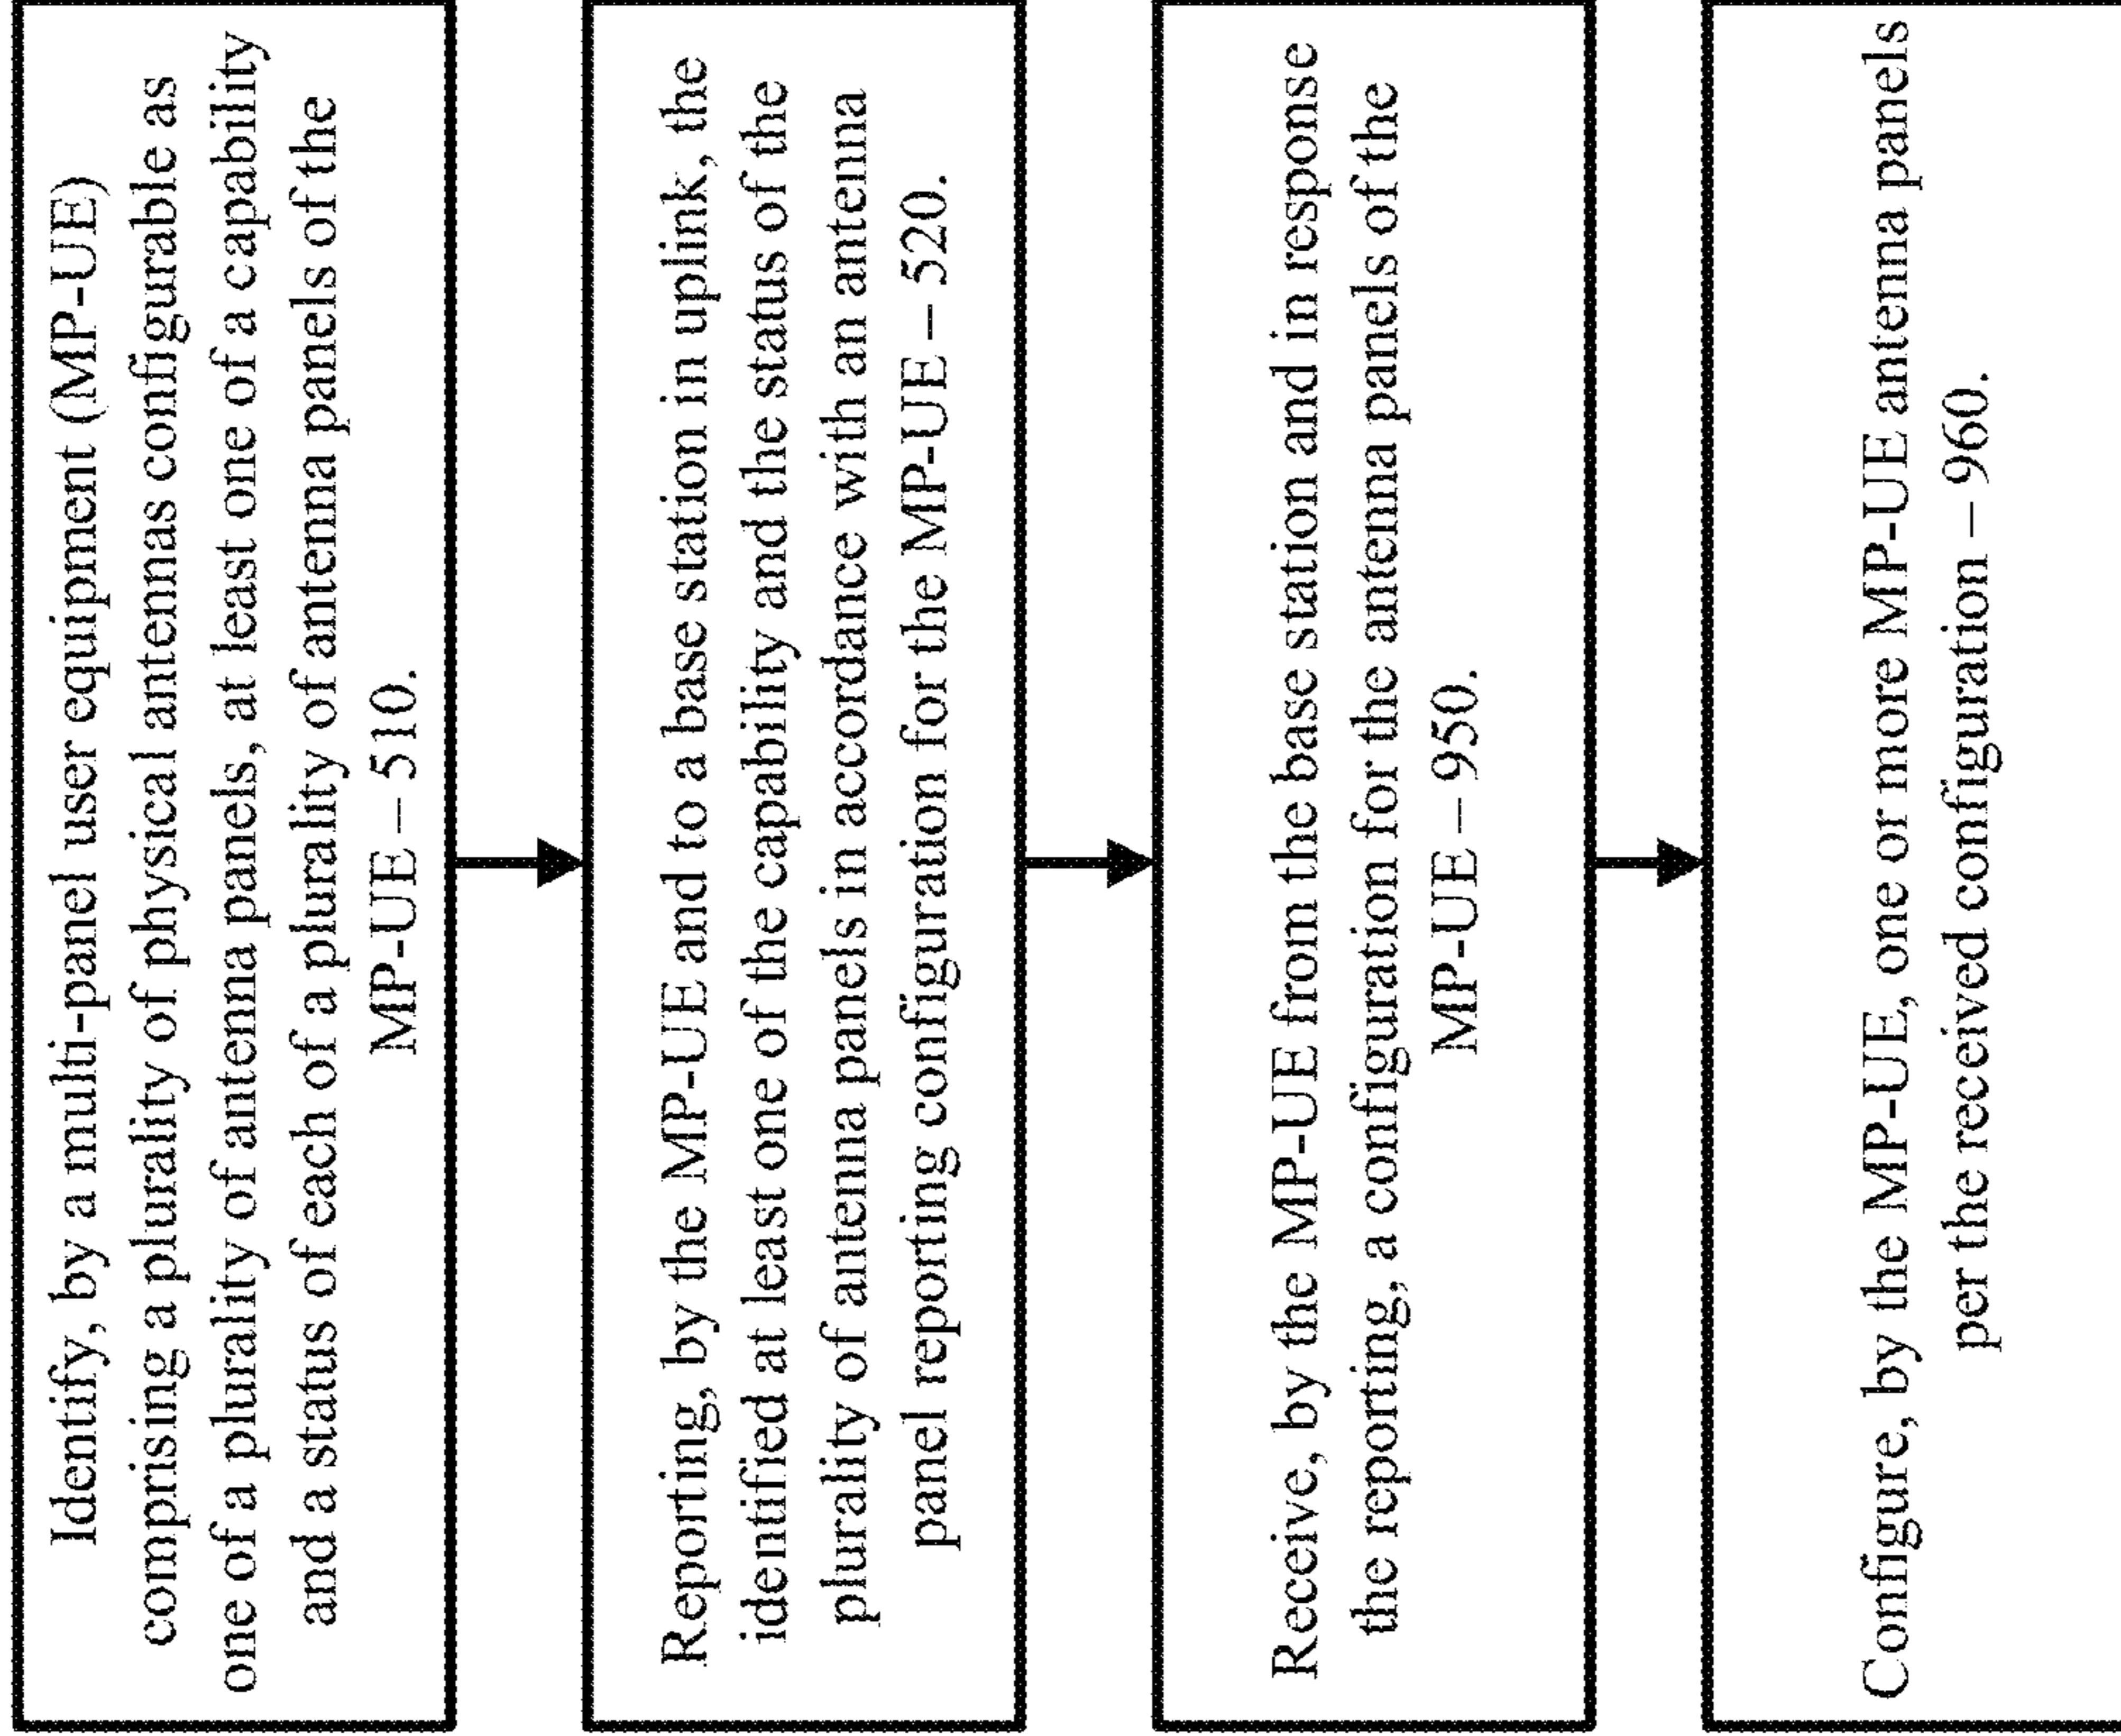 Identify, by a multi-panel user equipment (MP-UE)
comprising a plurality of physical antennas configurable as
one of a plurality of antenna panels, at least one of a capability
and a status of each of a plurality of antenna panels of the
MP-UE – 510.
Reporting, by the MP-UE and to a base station in uplink, the
identified at least one of the capability and the status of the
plurality of antenna panels in accordance with an antenna
panel reporting configuration for the MP-UE – 520.
Receive, by the MP-UE from the base station and in response
the reporting, a configuration for the antenna panels of the
MP-UE – 950.
Configure, by the MP-UE, one or more MP-UE antenna panels
per the received configuration – 960.